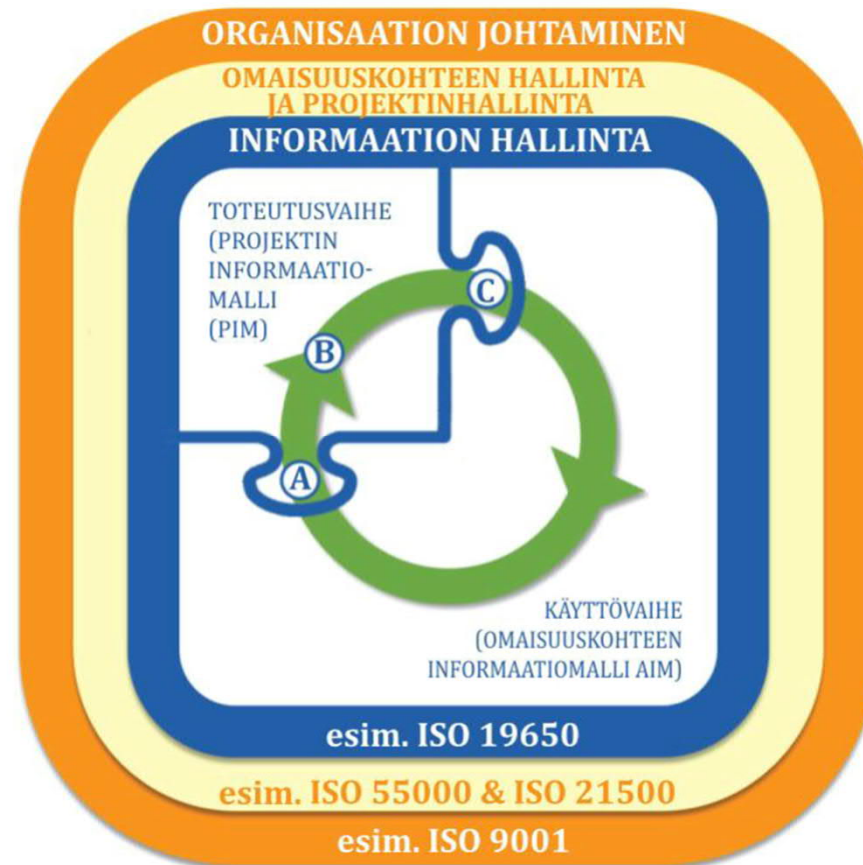 ORGANISAATION JOHTAMINEN
OMAISUUSKOHTEEN HALLINTA
JA PROJEKTINHALLINTA
INFORMAATION HALLINTA
TOTEUTUSVAIHE
(PROJEKTIN
INFORMAATIO-
MALLI
(PIM)
C
B
A
KÄYTTÖVAIHE
(OMAISUUSKOHTEEN
INFORMAATIOMALLI AIM)
esim. ISO 19650
esim. ISO 55000 & ISO 21500
esim. ISO 9001